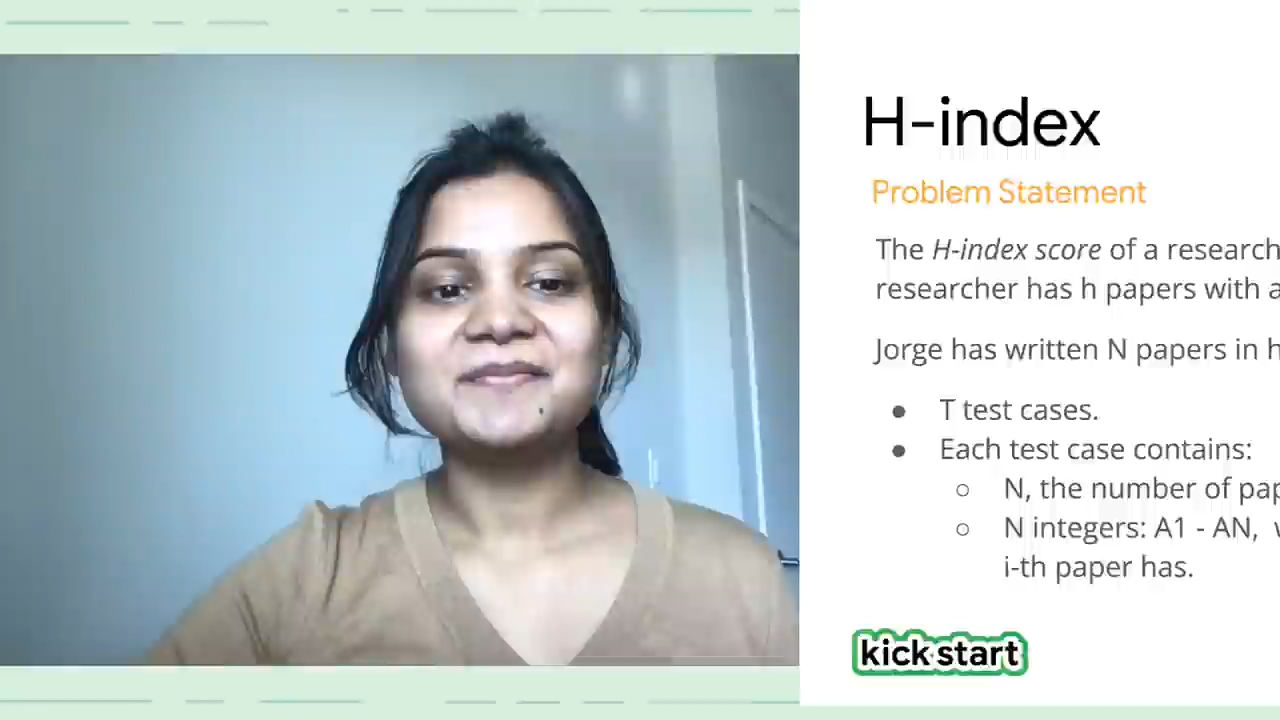 H-index
Problem Statement
The H-index score of a research
researcher has h papers with a
Jorge has written N papers in h
● T test cases.
● Each test case contains:
○ N, the number of pap
○ N integers: A1 - AN, w
i-th paper has.
kick start